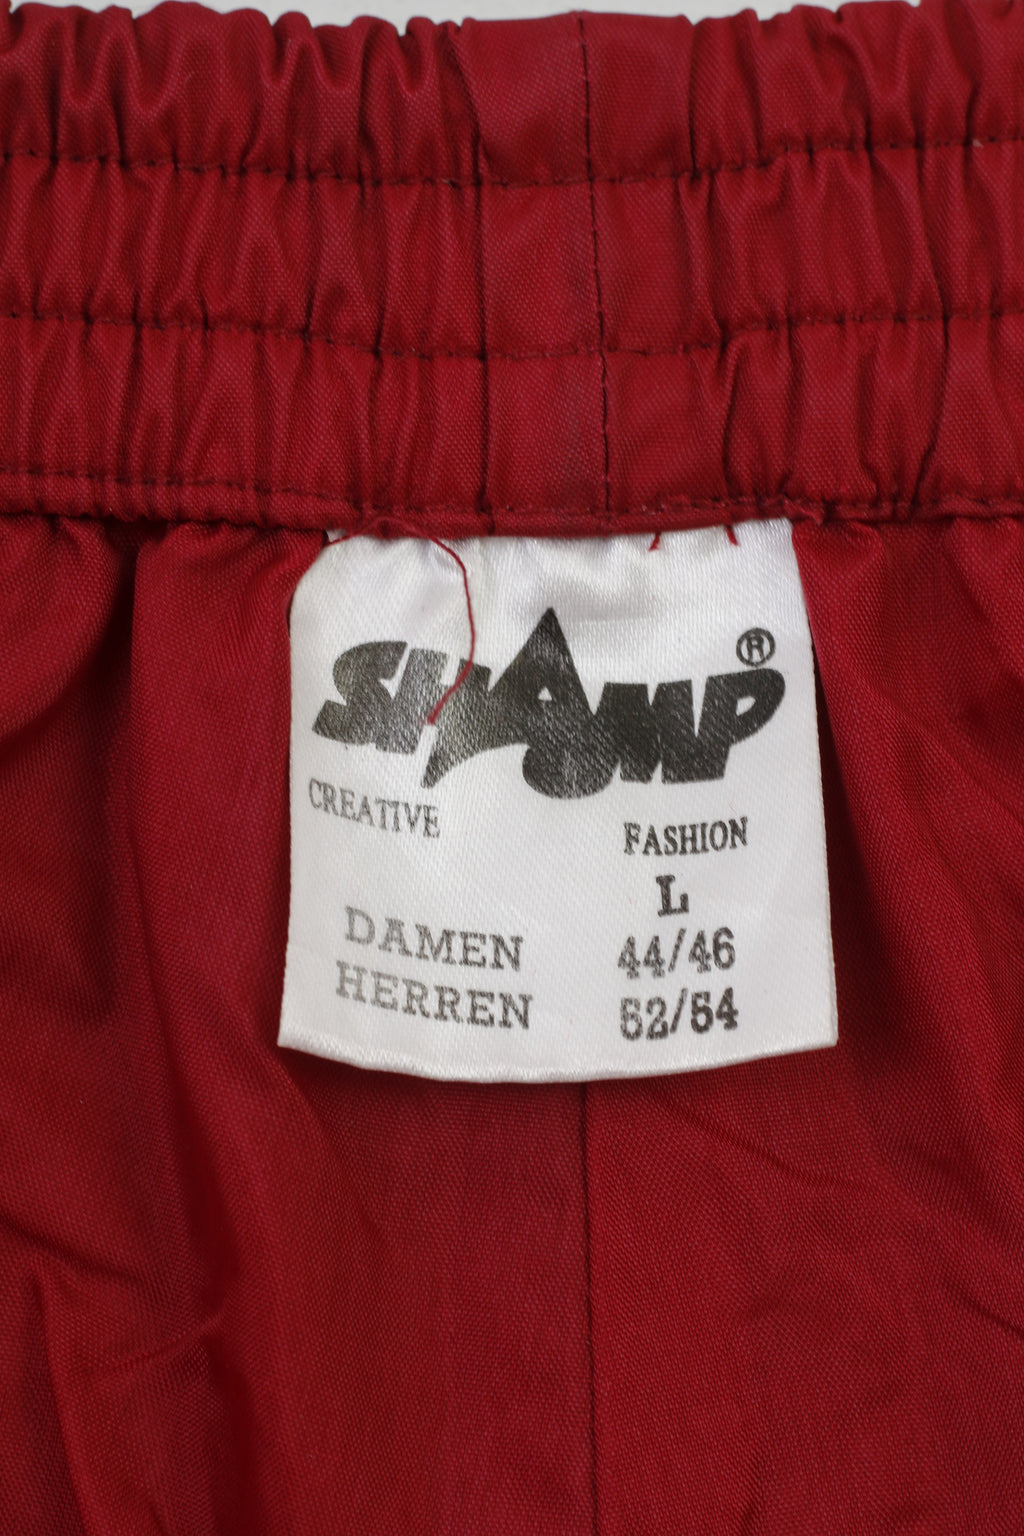 SHAMP®
CREATIVE
FASHION
L
DAMEN 44/46
HERREN 52/54